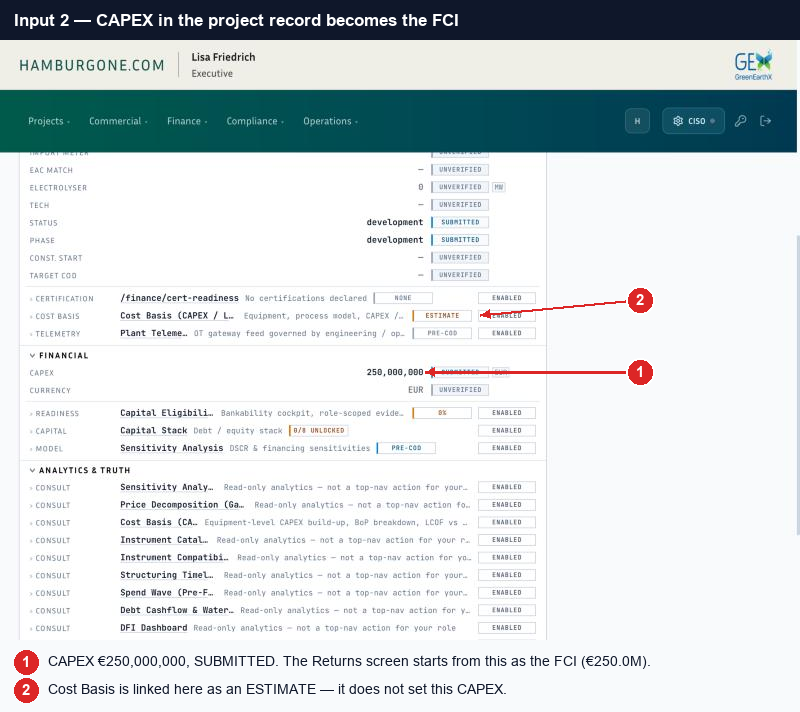 Input 2 — CAPEX in the project record becomes the FCI
HAMBURGONE.COM
Lisa Friedrich
Executive
GEX
GreenEarthX
Projects
Commercial
Finance
Compliance
Operations
H
CISO
IMPORT METER UNVERIFIED
EAC MATCH — UNVERIFIED
ELECTROLYSER 0 UNVERIFIED MW
TECH — UNVERIFIED
STATUS development SUBMITTED
PHASE development SUBMITTED
CONST. START — UNVERIFIED
TARGET COD — UNVERIFIED
› CERTIFICATION /finance/cert-readiness No certifications declared NONE ENABLED
› COST BASIS Cost Basis (CAPEX / L… Equipment, process model, CAPEX /… ESTIMATE ENABLED
2
› TELEMETRY Plant Teleme… OT gateway feed governed by engineering / op… PRE-COD ENABLED
FINANCIAL
CAPEX 250,000,000 SUBMITTED EUR
1
CURRENCY EUR UNVERIFIED
› READINESS Capital Eligibili… Bankability cockpit, role-scoped evide… 0% ENABLED
› CAPITAL Capital Stack Debt / equity stack 0/8 UNLOCKED ENABLED
› MODEL Sensitivity Analysis DSCR & financing sensitivities PRE-COD ENABLED
ANALYTICS & TRUTH
› CONSULT Sensitivity Analy… Read-only analytics — not a top-nav action for your… ENABLED
› CONSULT Price Decomposition (Ga… Read-only analytics — not a top-nav action fo… ENABLED
› CONSULT Cost Basis (CA… Equipment-level CAPEX build-up, BoP breakdown, LCOF vs … ENABLED
› CONSULT Instrument Catal… Read-only analytics — not a top-nav action for your r… ENABLED
› CONSULT Instrument Compatibi… Read-only analytics — not a top-nav action for yo… ENABLED
› CONSULT Structuring Timel… Read-only analytics — not a top-nav action for your… ENABLED
› CONSULT Spend Wave (Pre-F… Read-only analytics — not a top-nav action for your… ENABLED
› CONSULT Debt Cashflow & Water… Read-only analytics — not a top-nav action for y… ENABLED
› CONSULT DFI Dashboard Read-only analytics — not a top-nav action for your role ENABLED
1 CAPEX €250,000,000, SUBMITTED. The Returns screen starts from this as the FCI (€250.0M).
2 Cost Basis is linked here as an ESTIMATE — it does not set this CAPEX.